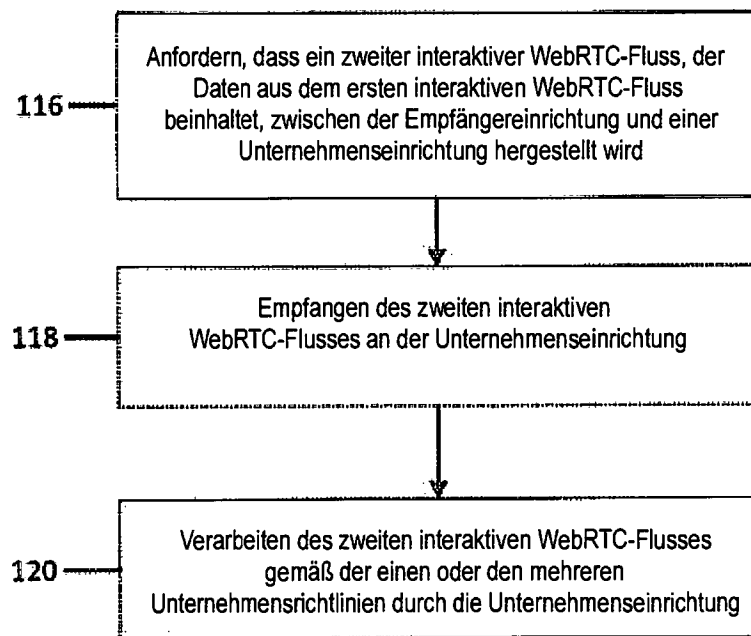 Anfordern, dass ein zweiter interaktiver WebRTC-Fluss, der
Daten aus dem ersten interaktiven WebRTC-Fluss
beinhaltet, zwischen der Empfängereinrichtung und einer
Unternehmenseinrichtung hergestellt wird
116
Empfangen des zweiten interaktiven
WebRTC-Flusses an der Unternehmenseinrichtung
118
Verarbeiten des zweiten interaktiven WebRTC-Flusses
gemäß der einen oder den mehreren
Unternehmensrichtlinien durch die Unternehmenseinrichtung
120